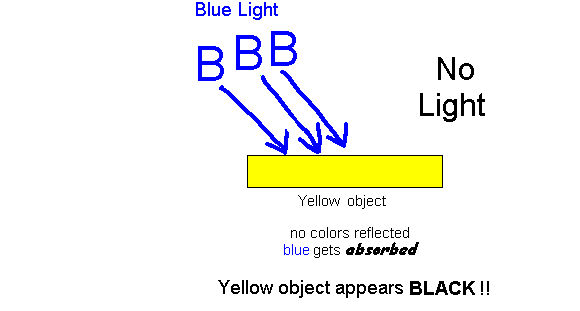 Blue Light
B B B
No
Light
Yellow object
no colors reflected
blue gets absorbed
Yellow object appears BLACK !!